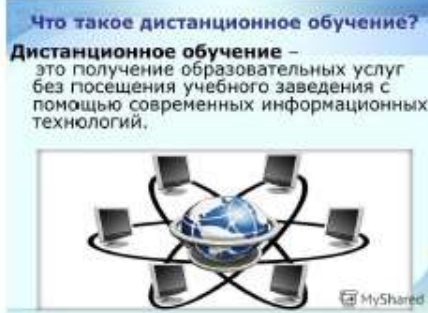 Что такое дистанционное обучение?
Дистанционное обучение –
это получение образовательных услуг
без посещения учебного заведения с
помощью современных информационных
технологий.
MyShared